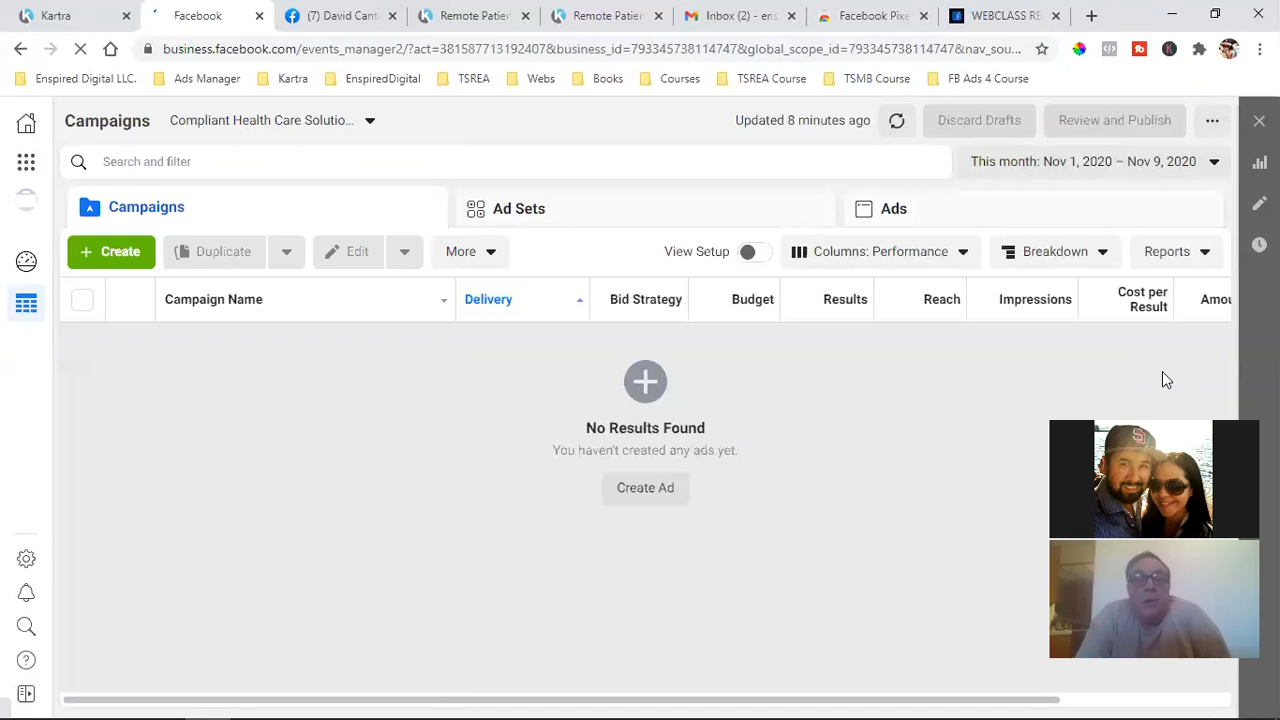 Kartra
Facebook
(7) David Cant
Remote Patie
Remote Patie
Inbox (2) - ens
Facebook Pixe
WEBCLASS RE
business.facebook.com/events_manager2/?act=381587713192407&business_id=793345738114747&global_scope_id=793345738114747&nav_sou...
Enspired Digital LLC.
Ads Manager
Kartra
EnspiredDigital
TSREA
Webs
Books
Courses
TSREA Course
TSMB Course
FB Ads 4 Course
Campaigns
Compliant Health Care Solutio...
Updated 8 minutes ago
Discard Drafts
Review and Publish
Search and filter
This month: Nov 1, 2020 – Nov 9, 2020
Campaigns
Ad Sets
Ads
+ Create
Duplicate
Edit
More
View Setup
Columns: Performance
Breakdown
Reports
Campaign Name
Delivery
Bid Strategy
Budget
Results
Reach
Impressions
Cost per
Result
Amou
No Results Found
You haven't created any ads yet.
Create Ad